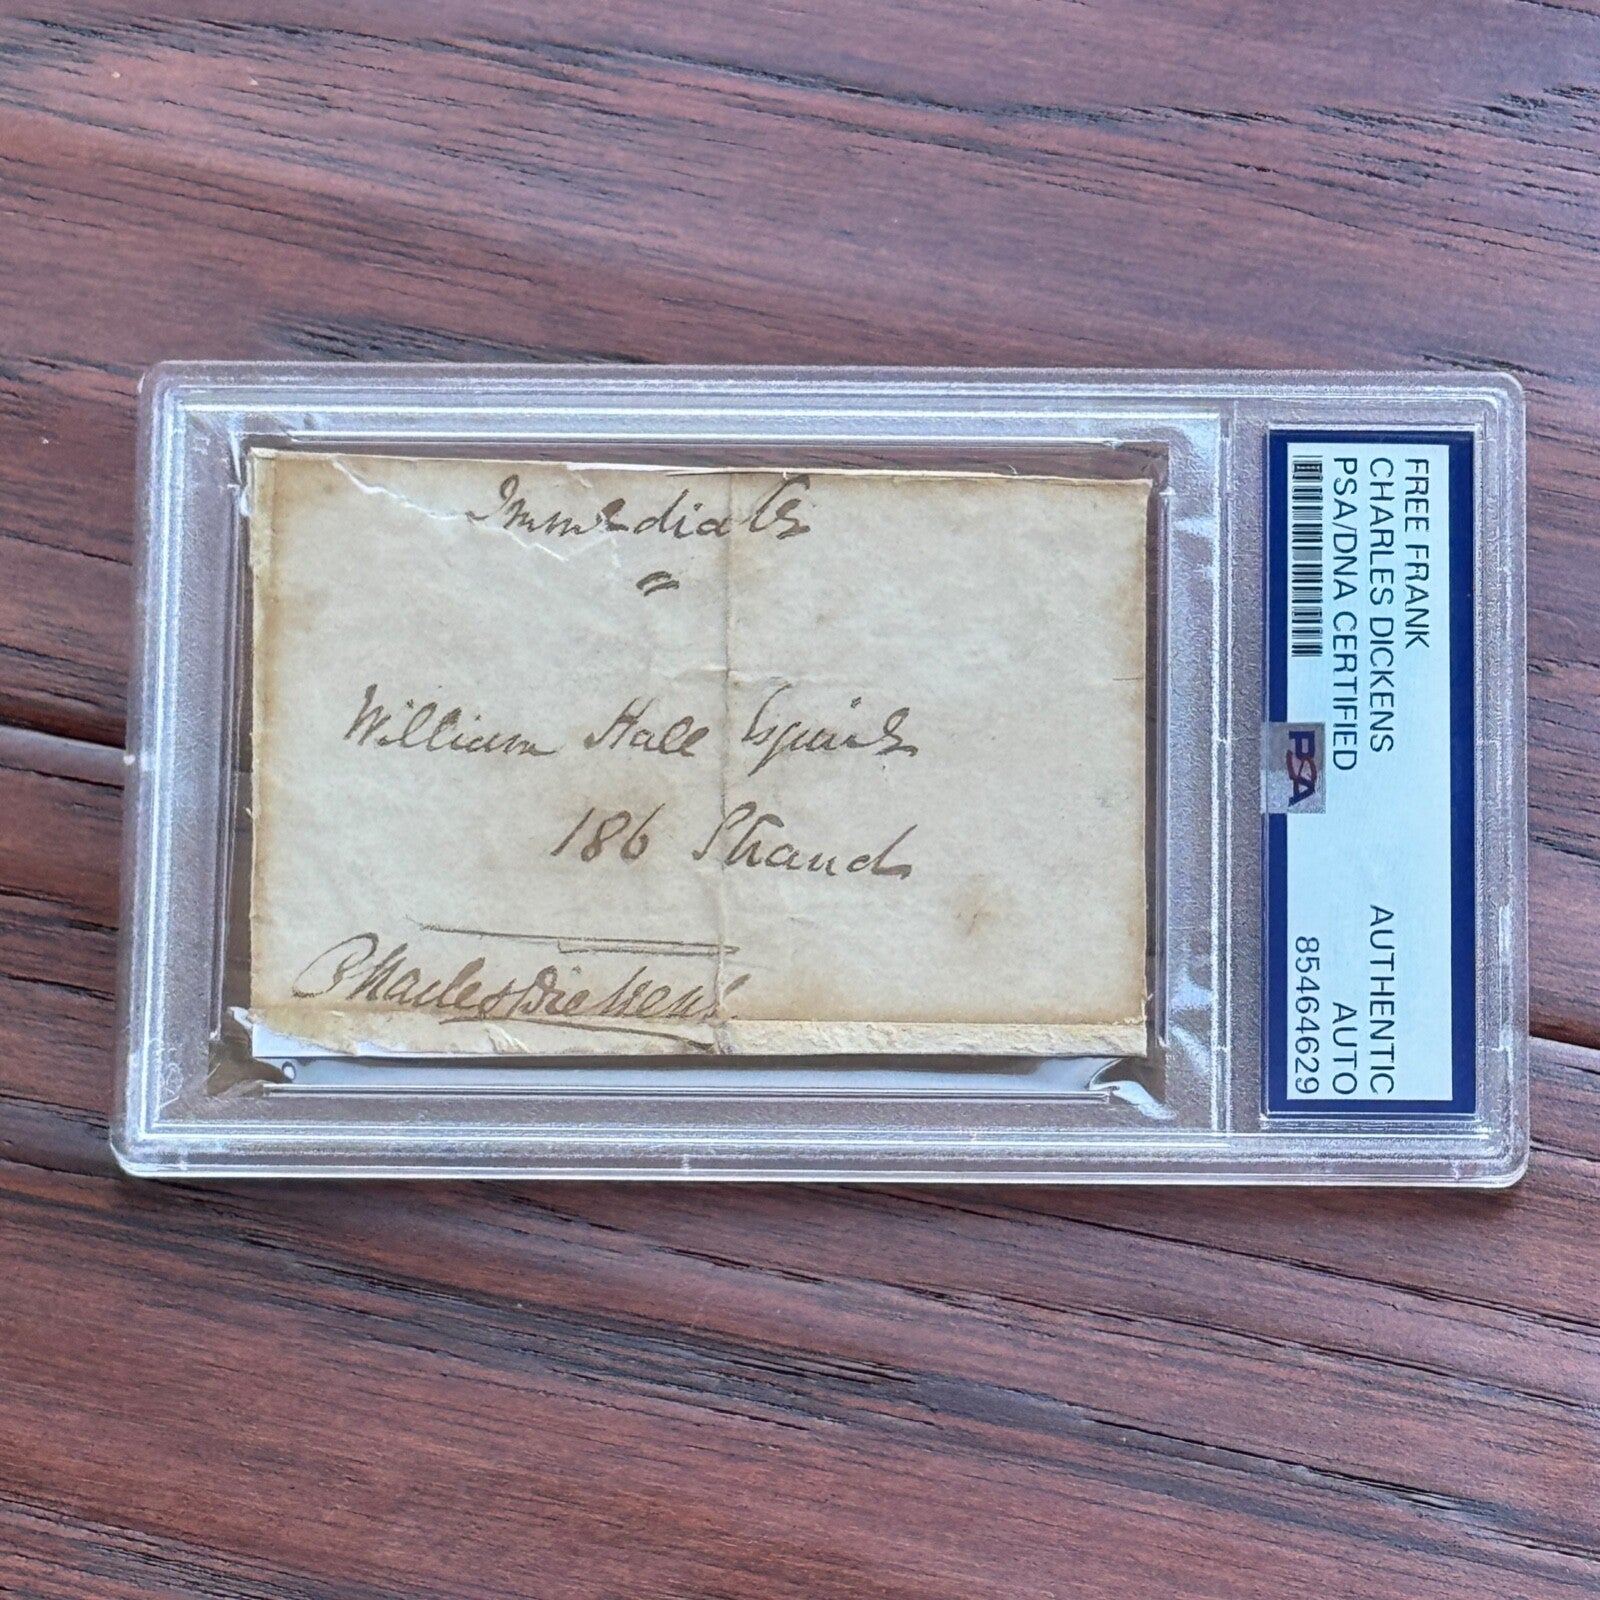 Immediate
William Hall Esquire
186 Strand
Charles Dickens
FREE FRANK
CHARLES DICKENS
PSA/DNA CERTIFIED
AUTHENTIC
AUTO
85464629
PSA